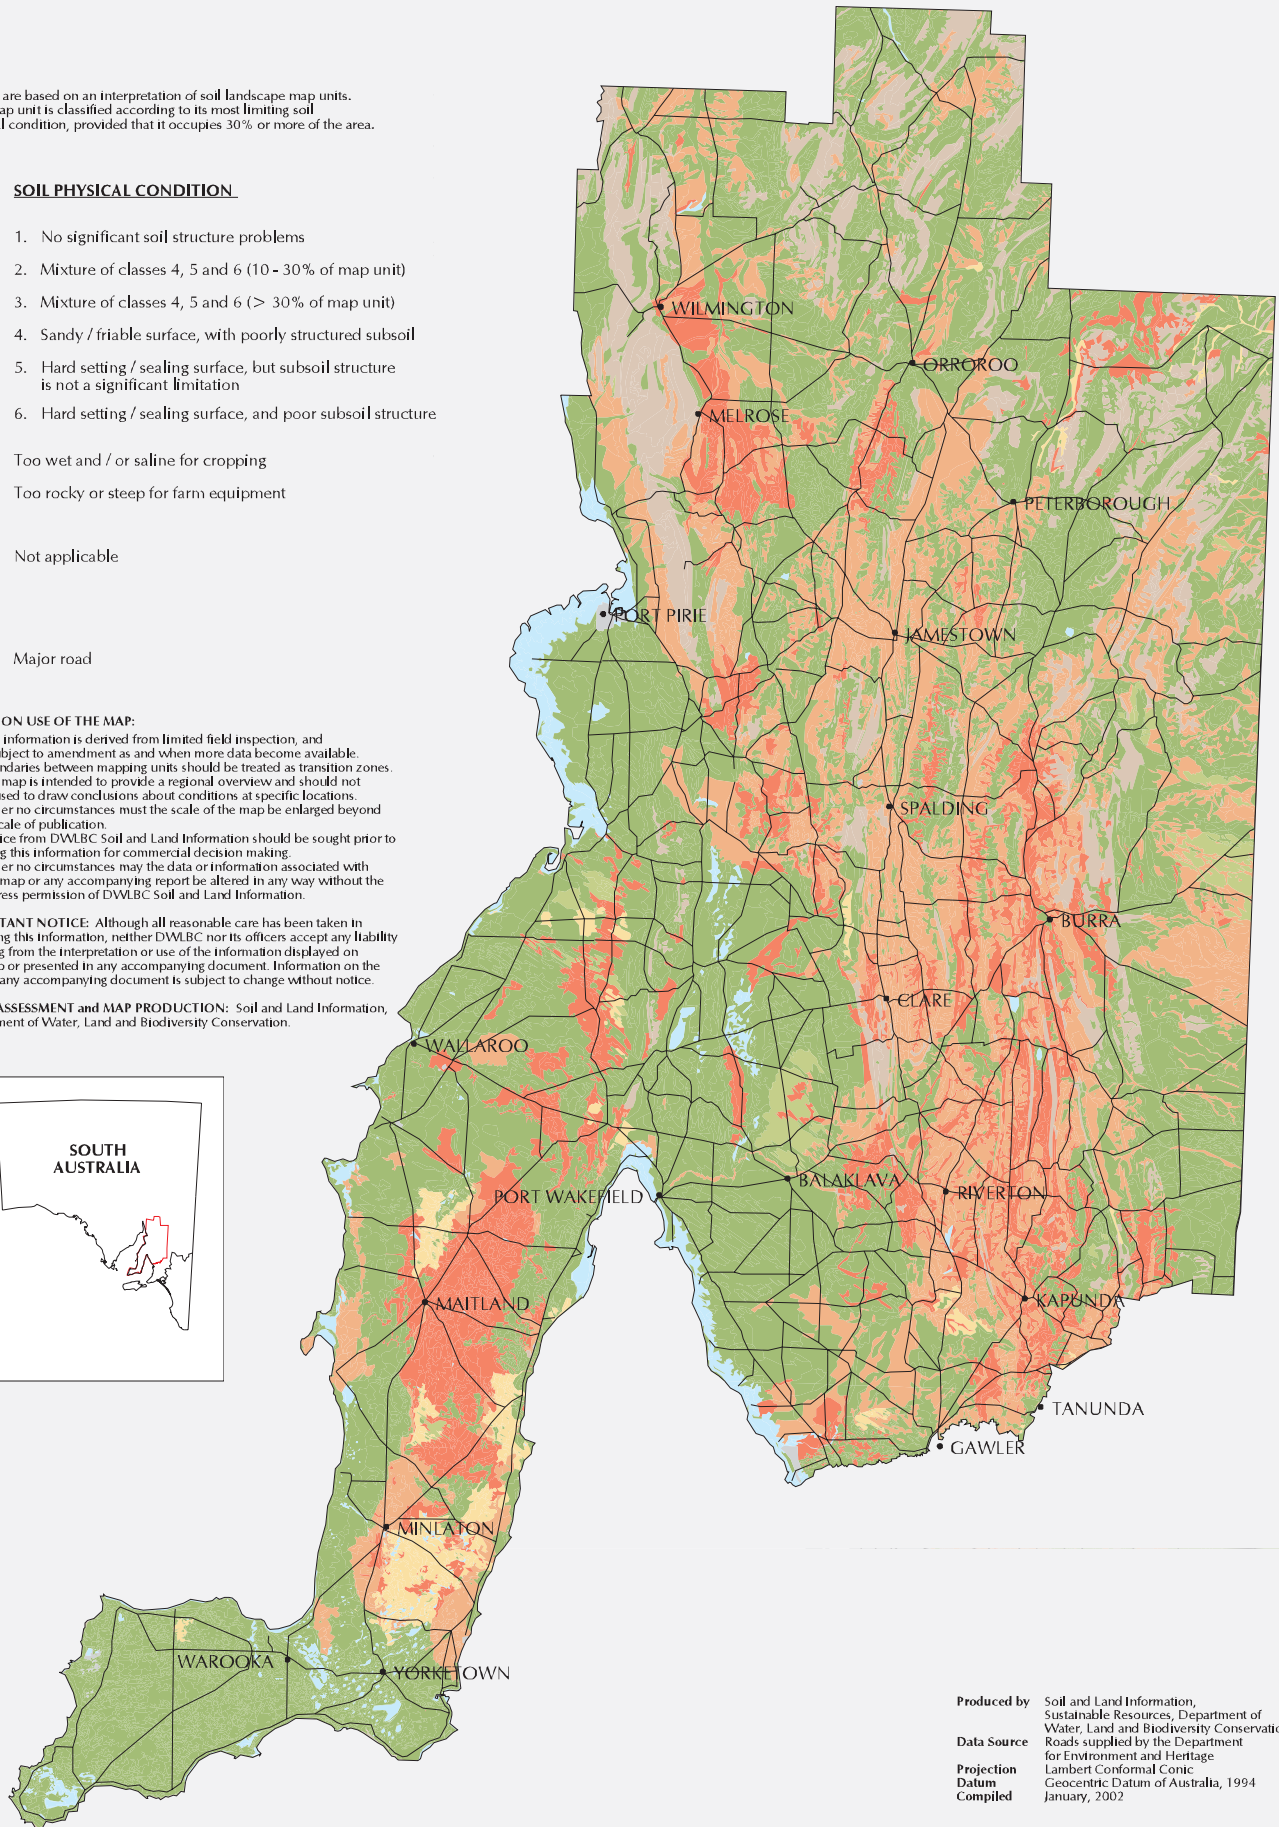 are based on an interpretation of soil landscape map units.
ap unit is classified according to its most limiting soil
l condition, provided that it occupies 30% or more of the area.
SOIL PHYSICAL CONDITION
1. No significant soil structure problems
2. Mixture of classes 4, 5 and 6 (10 - 30% of map unit)
3. Mixture of classes 4, 5 and 6 (> 30% of map unit)
4. Sandy / friable surface, with poorly structured subsoil
5. Hard setting / sealing surface, but subsoil structure
is not a significant limitation
6. Hard setting / sealing surface, and poor subsoil structure
Too wet and / or saline for cropping
Too rocky or steep for farm equipment
Not applicable
Major road
ON USE OF THE MAP:
information is derived from limited field inspection, and
bject to amendment as and when more data become available.
ndaries between mapping units should be treated as transition zones.
map is intended to provide a regional overview and should not
used to draw conclusions about conditions at specific locations.
er no circumstances must the scale of the map be enlarged beyond
cale of publication.
ice from DWLBC Soil and Land Information should be sought prior to
g this information for commercial decision making.
er no circumstances may the data or information associated with
map or any accompanying report be altered in any way without the
ress permission of DWLBC Soil and Land Information.
TANT NOTICE: Although all reasonable care has been taken in
ng this information, neither DWLBC nor its officers accept any liability
g from the interpretation or use of the information displayed on
p or presented in any accompanying document. Information on the
any accompanying document is subject to change without notice.
ASSESSMENT and MAP PRODUCTION: Soil and Land Information,
ment of Water, Land and Biodiversity Conservation.
SOUTH
AUSTRALIA
WILMINGTON
ORROROO
MELROSE
PETERBOROUGH
PORT PIRIE
JAMESTOWN
SPALDING
BURRA
CLARE
WALLAROO
BALAKLAVA
RIVERTON
PORT WAKEFIELD
MAITLAND
KAPUNDA
TANUNDA
GAWLER
MINLATON
WAROOKA
YORKETOWN
Produced by Soil and Land Information,
Sustainable Resources, Department of
Water, Land and Biodiversity Conservatio
Data Source Roads supplied by the Department
for Environment and Heritage
Projection Lambert Conformal Conic
Datum Geocentric Datum of Australia, 1994
Compiled January, 2002